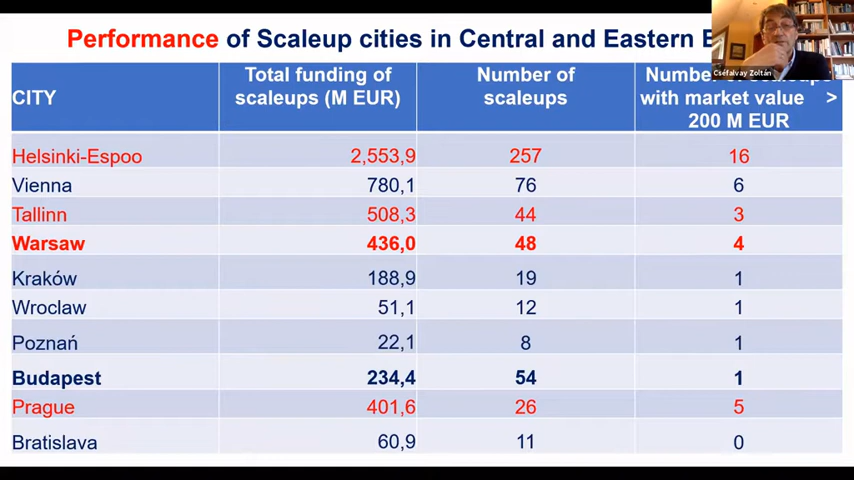 Performance of Scaleup cities in Central and Eastern
Cséfalvay Zoltán
CITY
Total funding of
scaleups (M EUR)
Number of
scaleups
with market value >
200 M EUR
Helsinki-Espoo 2,553,9 257 16
Vienna 780,1 76 6
Tallinn 508,3 44 3
Warsaw 436,0 48 4
Kraków 188,9 19 1
Wroclaw 51,1 12 1
Poznań 22,1 8 1
Budapest 234,4 54 1
Prague 401,6 26 5
Bratislava 60,9 11 0